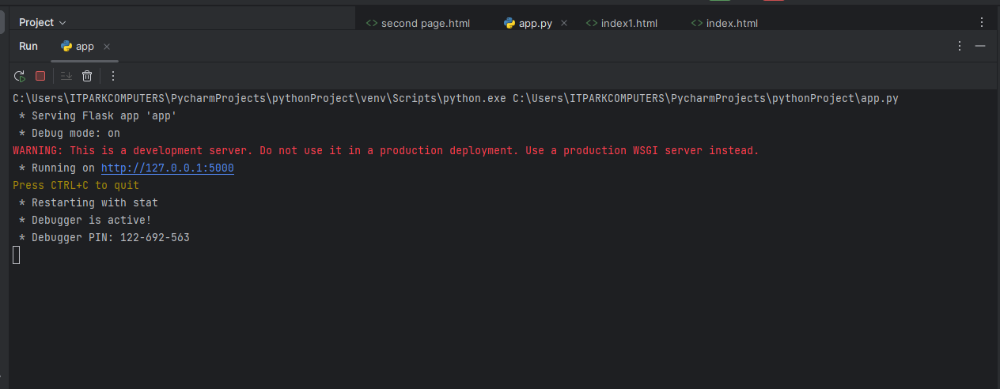 Project
second page.html app.py index1.html index.html
Run app
C:\Users\ITPARKCOMPUTERS\PycharmProjects\pythonProject\venv\Scripts\python.exe C:\Users\ITPARKCOMPUTERS\PycharmProjects\pythonProject\app.py
* Serving Flask app 'app'
* Debug mode: on
WARNING: This is a development server. Do not use it in a production deployment. Use a production WSGI server instead.
* Running on http://127.0.0.1:5000
Press CTRL+C to quit
* Restarting with stat
* Debugger is active!
* Debugger PIN: 122-692-563